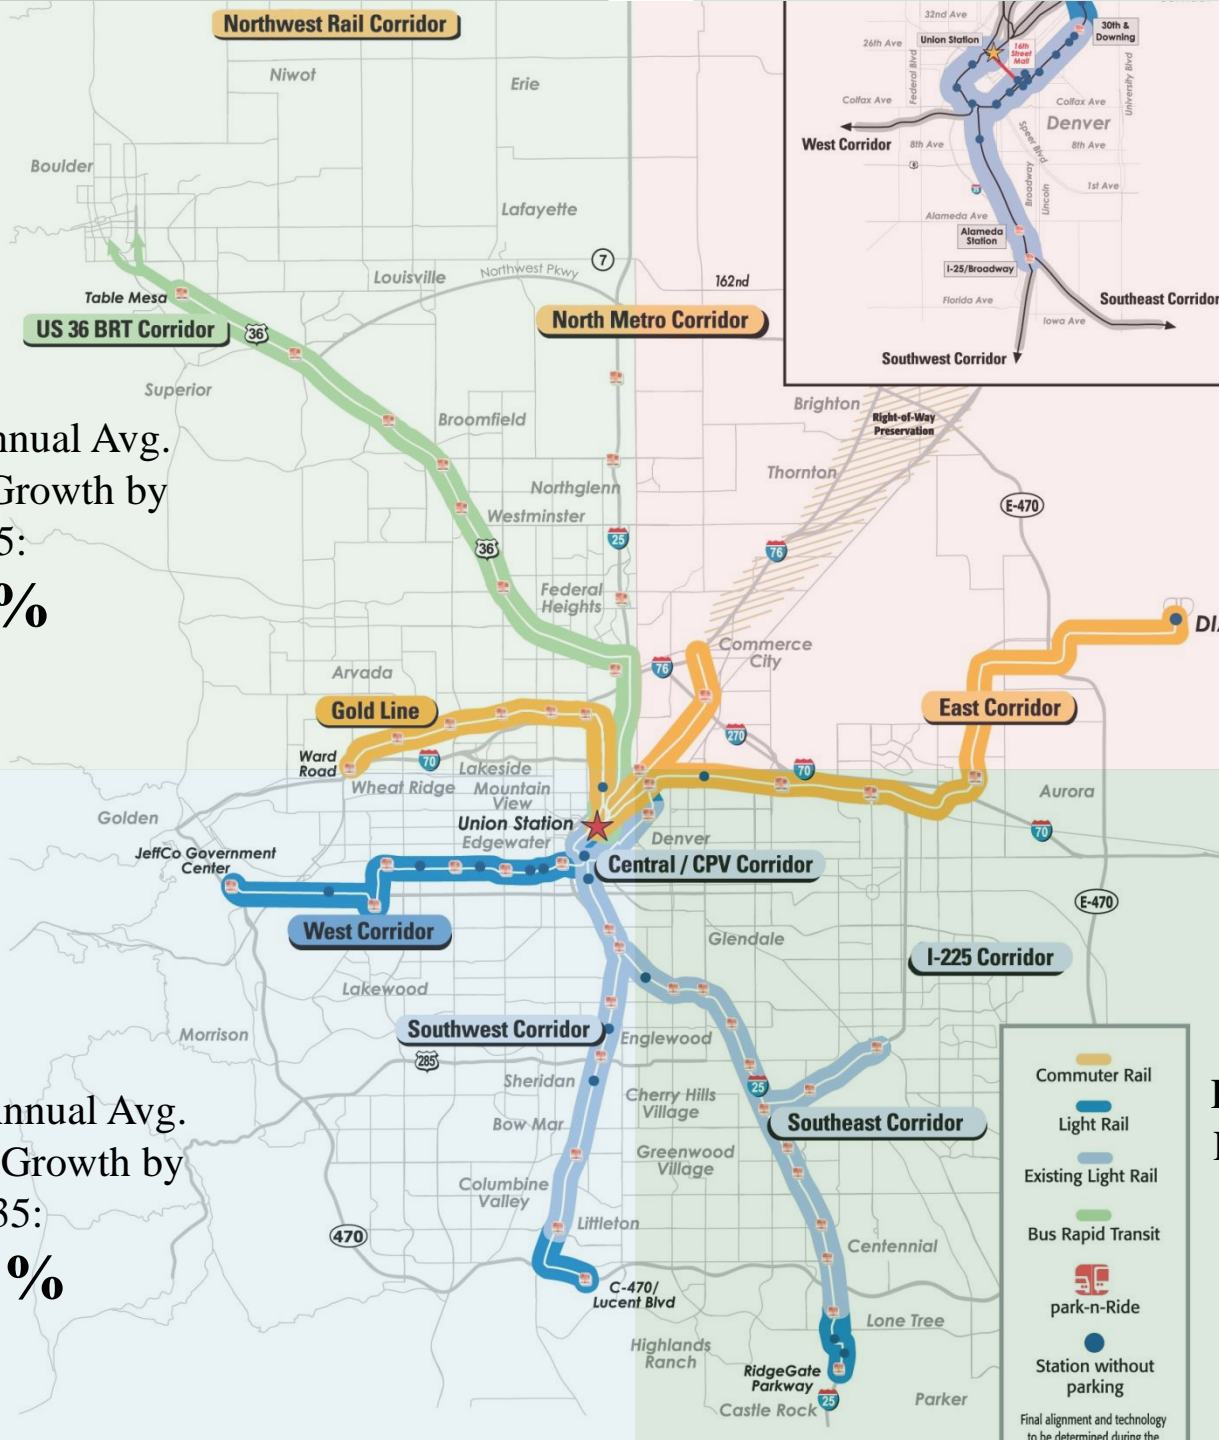 Northwest Rail Corridor
Niwot
Erie
Boulder
Lafayette
7
Louisville
Northwest Pkwy
162nd
Table Mesa
US 36 BRT Corridor
36
North Metro Corridor
Superior
Broomfield
nnual Avg.
Growth by
5:
%
Northglenn
Westminster
36
25
Federal
Heights
32nd Ave
26th Ave
Union Station
16th
Street
Mall
30th &
Downing
Federal Blvd
University Blvd
Colfax Ave
Colfax Ave
Denver
West Corridor
8th Ave
Speer Blvd
8th Ave
Broadway
Lincoln
1st Ave
Alameda Ave
Alameda
Station
I-25/Broadway
Florida Ave
Iowa Ave
Southeast Corridor
Southwest Corridor
Brighton
Right-of-Way
Preservation
Thornton
E-470
76
Commerce
City
76
DI
Arvada
Gold Line
East Corridor
270
Ward
Road
70
Lakeside
70
Wheat Ridge
Mountain
View
Aurora
Golden
Union Station
Edgewater
Denver
70
JeffCo Government
Center
Central / CPV Corridor
E-470
West Corridor
Glendale
I-225 Corridor
Lakewood
Morrison
Southwest Corridor
Englewood
285
Sheridan
25
Cherry Hills
Village
Bow Mar
Southeast Corridor
nnual Avg.
Growth by
35:
%
Greenwood
Village
Columbine
Valley
Littleton
470
Centennial
C-470/
Lucent Blvd
Lone Tree
Highlands
Ranch
RidgeGate
Parkway
25
Castle Rock
Parker
Commuter Rail
Light Rail
Existing Light Rail
Bus Rapid Transit
park-n-Ride
Station without
parking
Final alignment and technology
to be determined during the